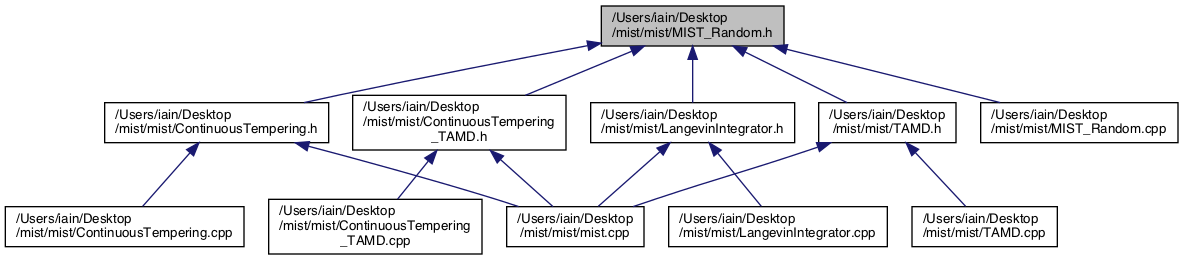 /Users/iain/Desktop
/mist/mist/MIST_Random.h
/Users/iain/Desktop
/mist/mist/ContinuousTempering.h
/Users/iain/Desktop
/mist/mist/ContinuousTempering
_TAMD.h
/Users/iain/Desktop
/mist/mist/LangevinIntegrator.h
/Users/iain/Desktop
/mist/mist/TAMD.h
/Users/iain/Desktop
/mist/mist/MIST_Random.cpp
/Users/iain/Desktop
/mist/mist/ContinuousTempering.cpp
/Users/iain/Desktop
/mist/mist/ContinuousTempering
_TAMD.cpp
/Users/iain/Desktop
/mist/mist/mist.cpp
/Users/iain/Desktop
/mist/mist/LangevinIntegrator.cpp
/Users/iain/Desktop
/mist/mist/TAMD.cpp